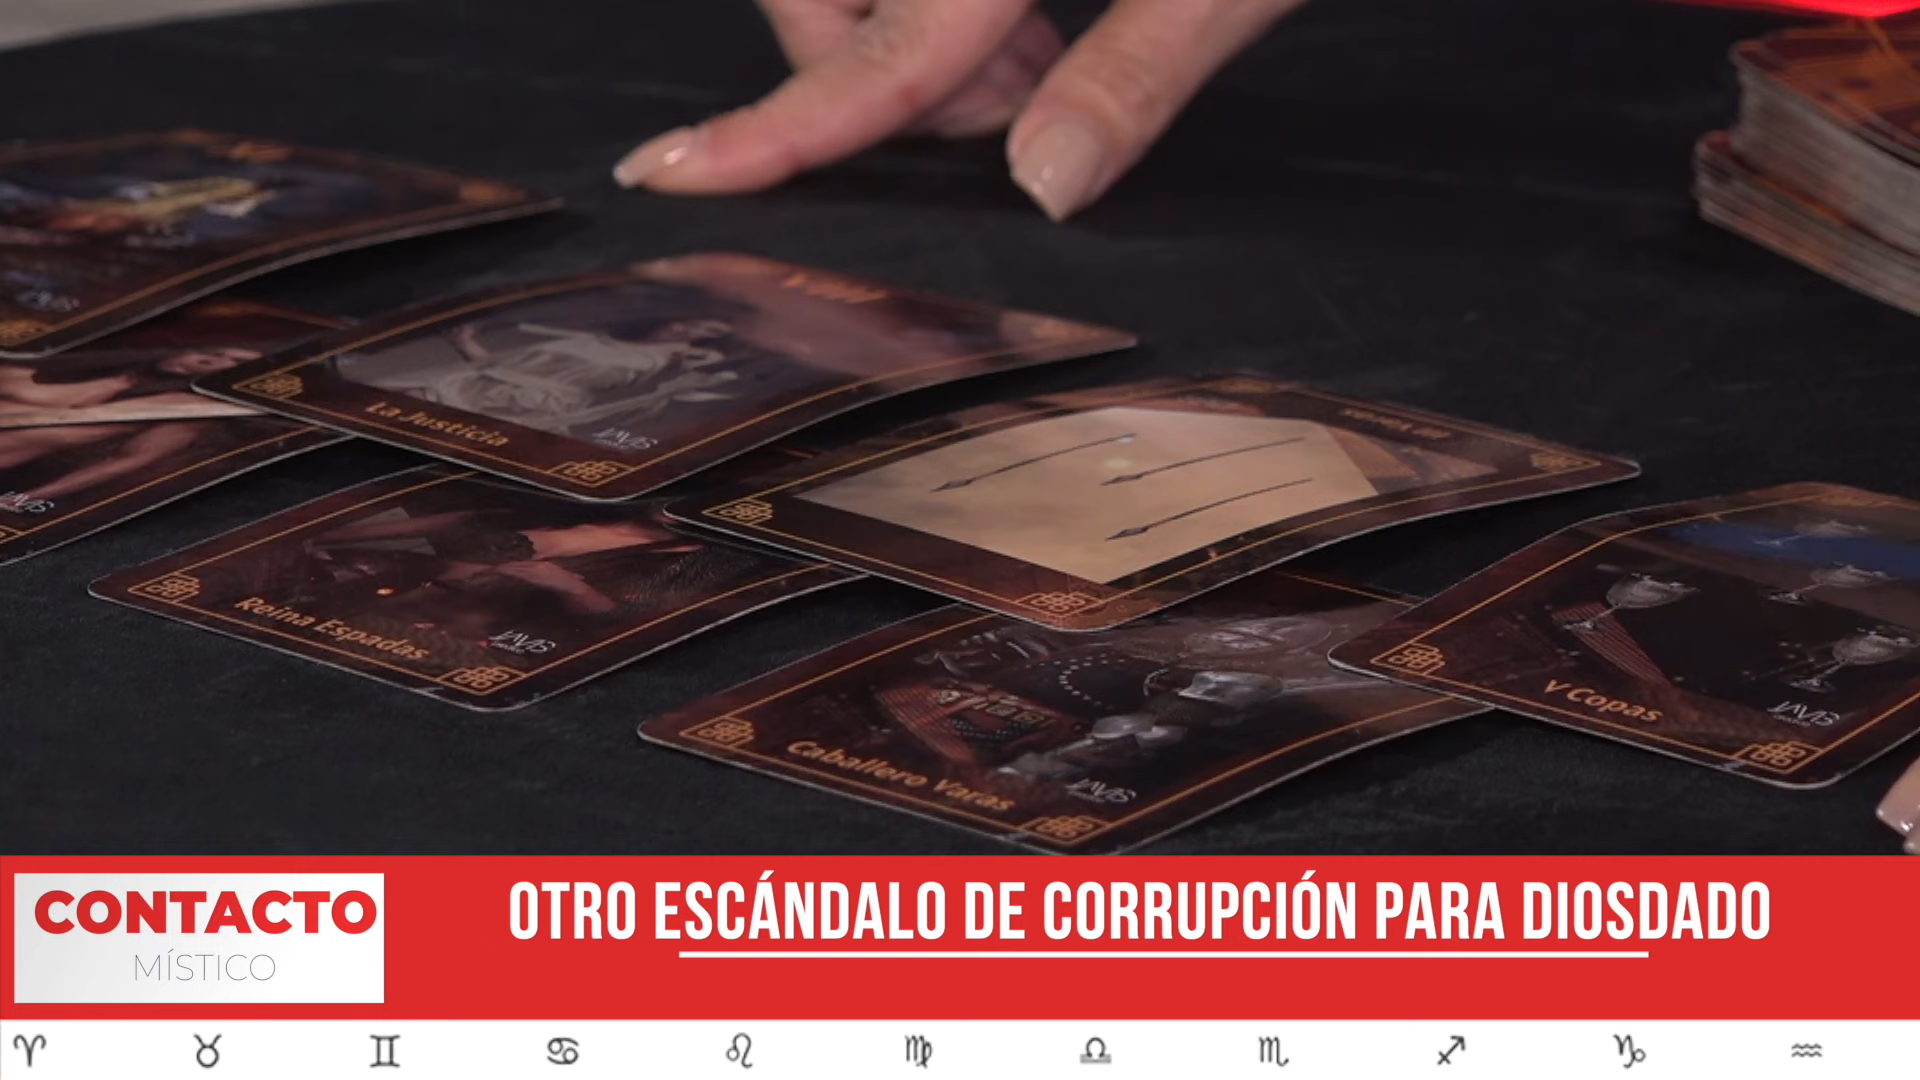 La Justicia
Reina Espadas
Caballero Varas
V Copas
CONTACTO
MÍSTICO
OTRO ESCÁNDALO DE CORRUPCIÓN PARA DIOSDADO
♈ ♉ ♊ ♋ ♌ ♍ ♎ ♏ ♐ ♑ ♒